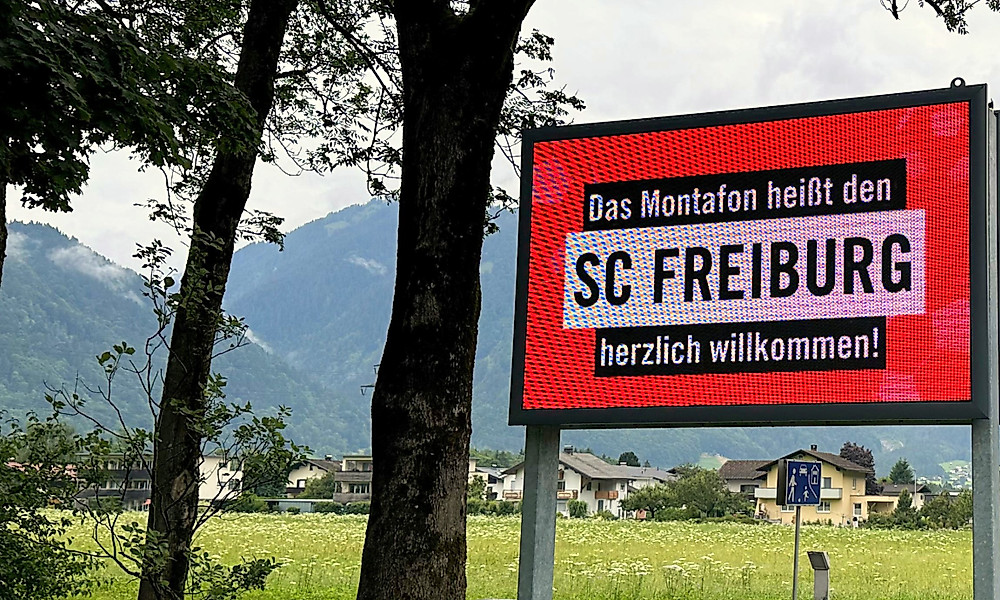 Das Montafon heißt den
SC FREIBURG
herzlich willkommen!